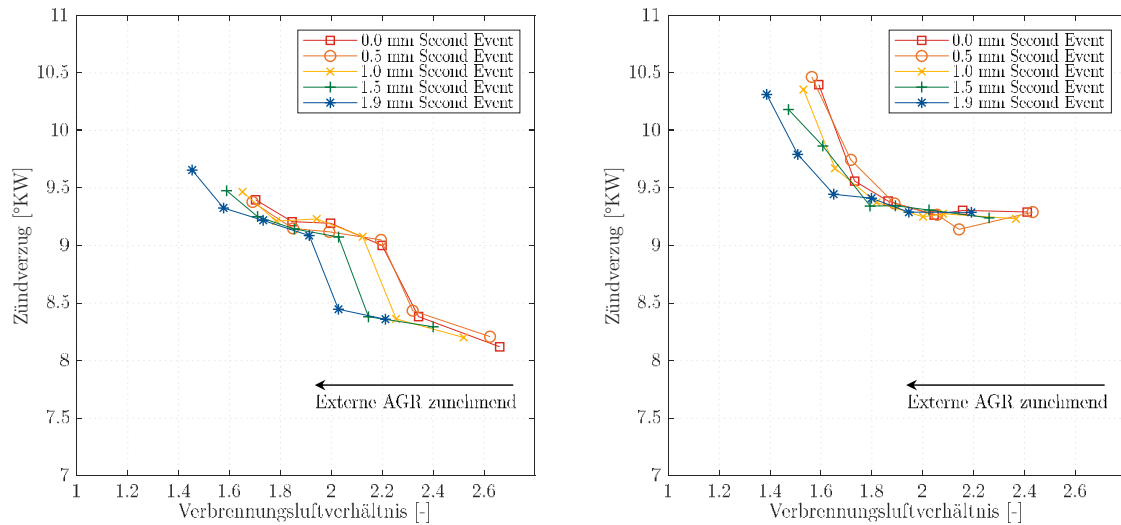 11
10.5
10
9.5
9
8.5
8
7.5
7
Zündverzug [°KW]
0.0 mm Second Event
0.5 mm Second Event
1.0 mm Second Event
1.5 mm Second Event
1.9 mm Second Event
Externe AGR zunehmend
1 1.2 1.4 1.6 1.8 2 2.2 2.4 2.6
Verbrennungsluftverhältnis [-]
11
10.5
10
9.5
9
8.5
8
7.5
7
Zündverzug [°KW]
0.0 mm Second Event
0.5 mm Second Event
1.0 mm Second Event
1.5 mm Second Event
1.9 mm Second Event
Externe AGR zunehmend
1 1.2 1.4 1.6 1.8 2 2.2 2.4 2.6
Verbrennungsluftverhältnis [-]